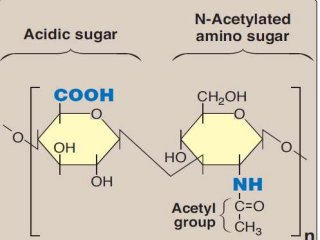 Acidic sugar
N-Acetylated
amino sugar
COOH
CH₂OH
O
O
O
OH
HO
O
OH
NH
Acetyl
group
C=O
CH₃
n